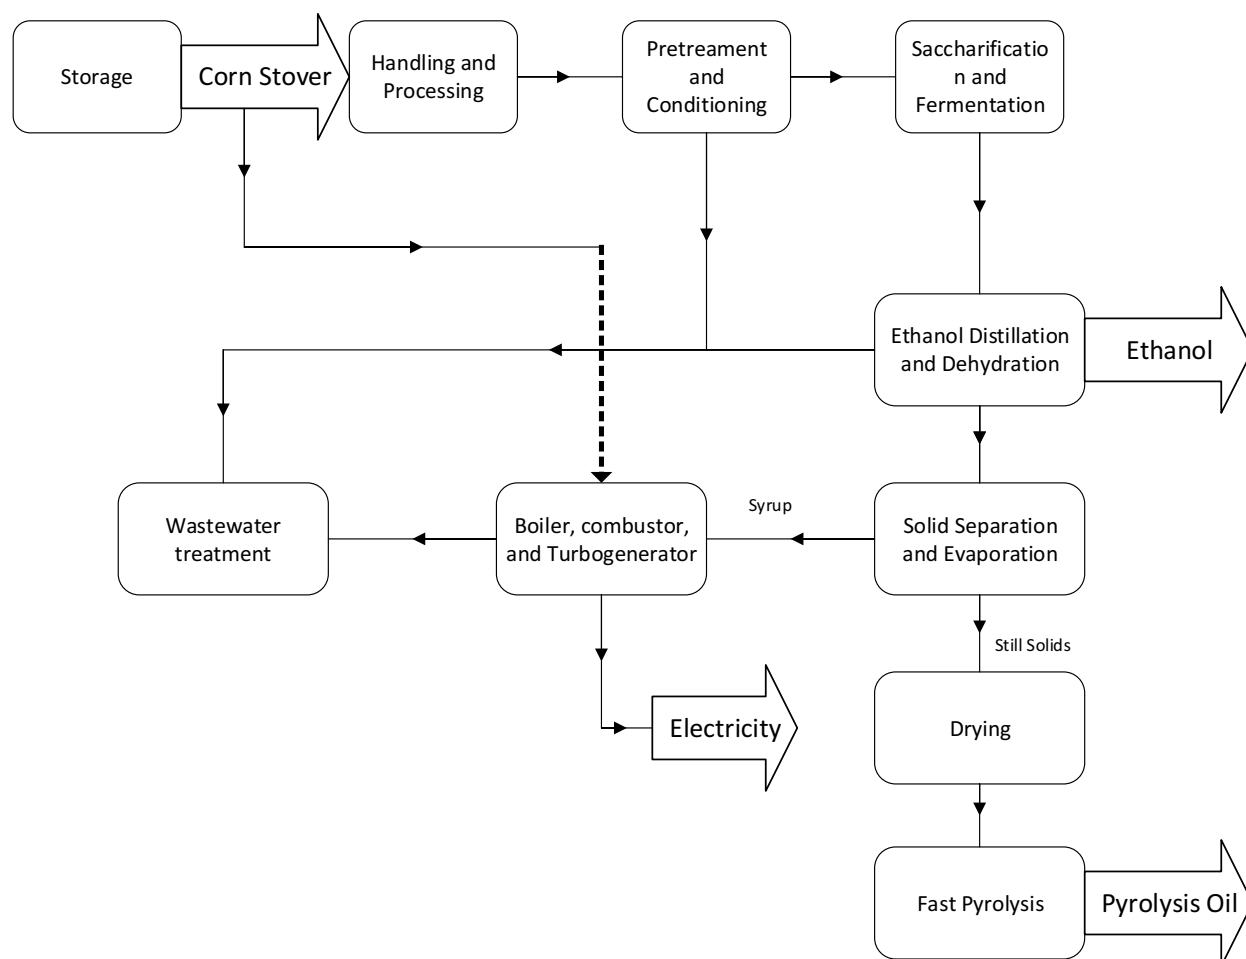 Storage
Corn Stover
Handling and
Processing
Pretreament
and
Conditioning
Saccharificatio
n and
Fermentation
Ethanol Distillation
and Dehydration
Ethanol
Wastewater
treatment
Boiler, combustor,
and Turbogenerator
Syrup
Solid Separation
and Evaporation
Still Solids
Electricity
Drying
Fast Pyrolysis
Pyrolysis Oil